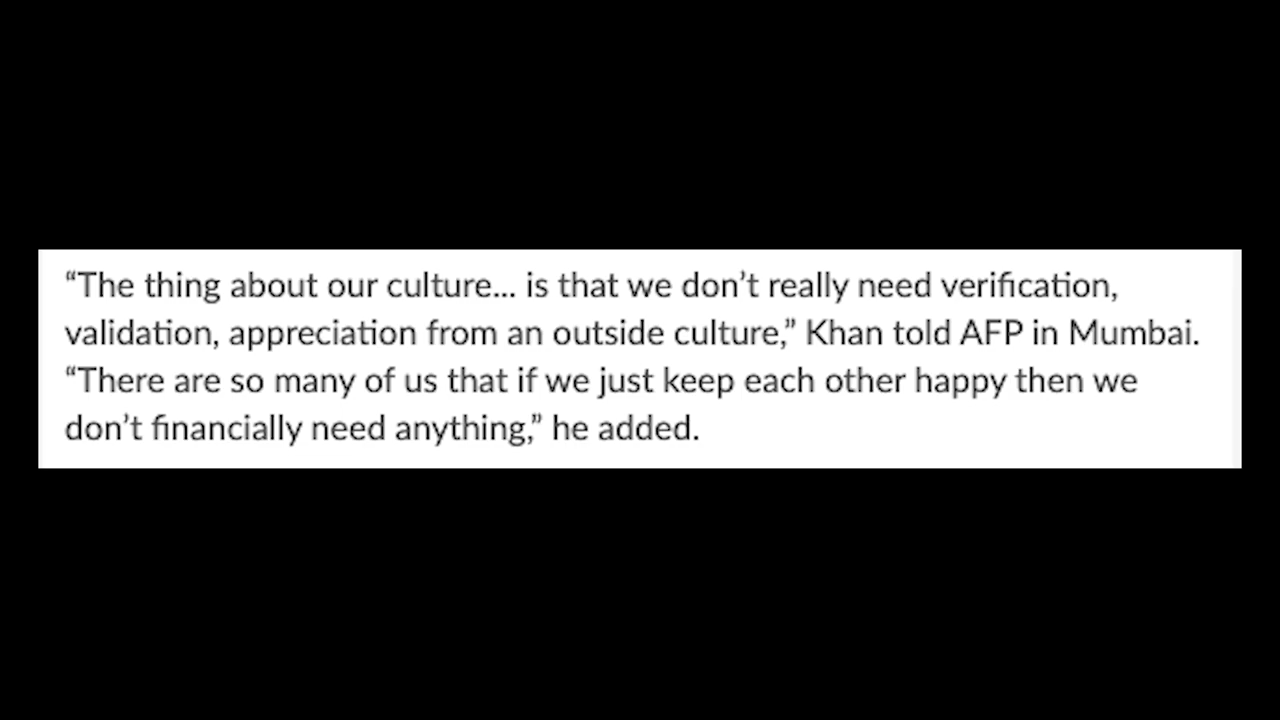 “The thing about our culture... is that we don’t really need verification,
validation, appreciation from an outside culture,” Khan told AFP in Mumbai.
“There are so many of us that if we just keep each other happy then we
don’t financially need anything,” he added.